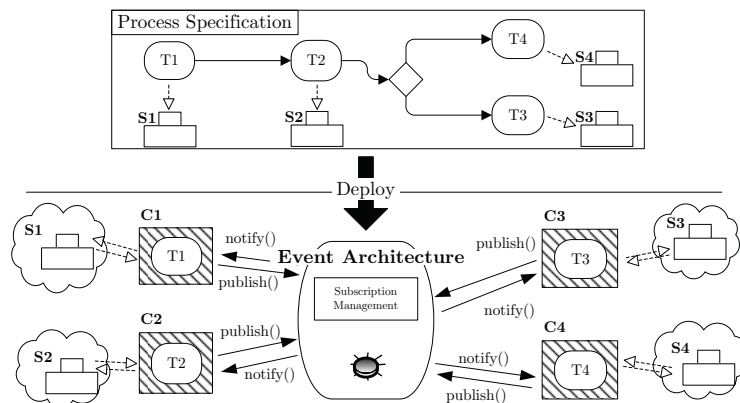 Process Specification
T1
T2
T4
T3
S1
S2
S4
S3
Deploy
S1
C1
T1
notify()
publish()
Event Architecture
Subscription
Management
publish()
notify()
C3
T3
S3
S2
C2
T2
publish()
notify()
notify()
publish()
C4
T4
S4